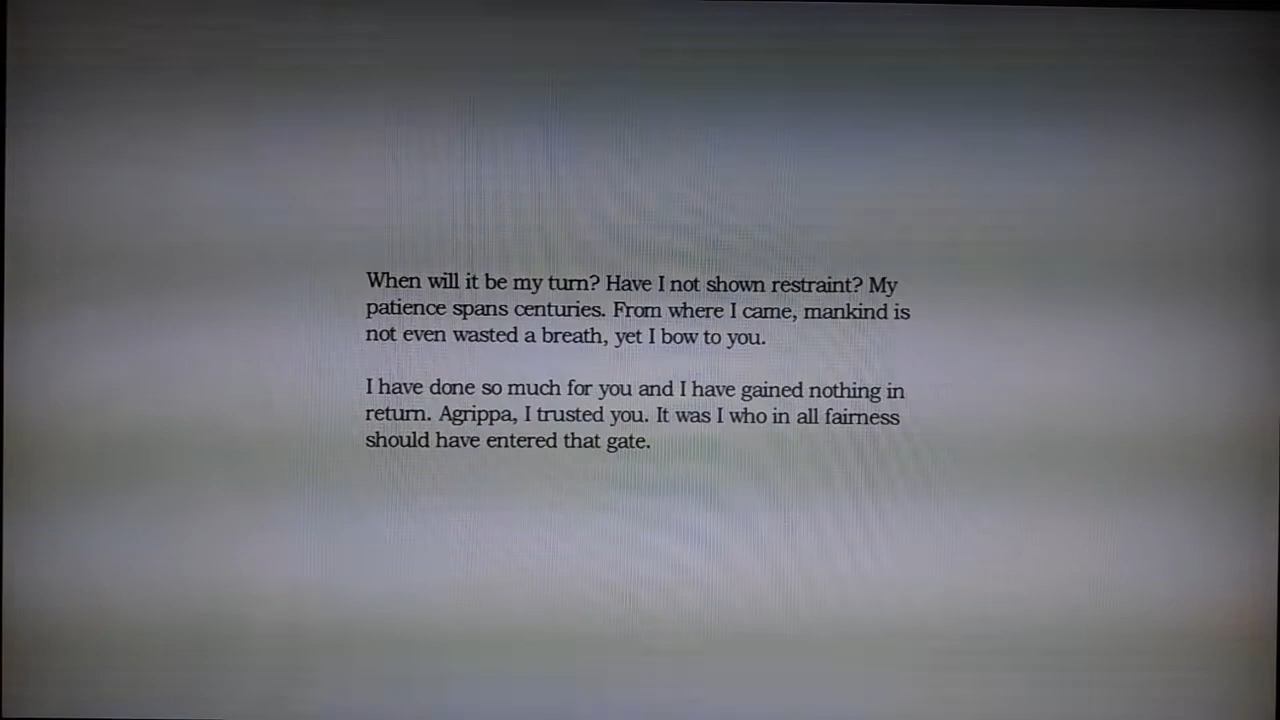 When will it be my turn? Have I not shown restraint? My
patience spans centuries. From where I came, mankind is
not even wasted a breath, yet I bow to you.
I have done so much for you and I have gained nothing in
return. Agrippa, I trusted you. It was I who in all fairness
should have entered that gate.